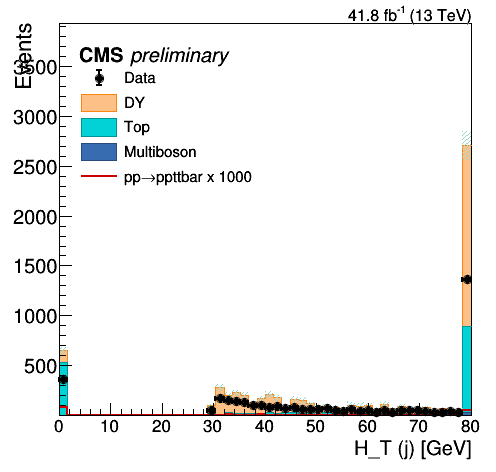 41.8 fb⁻¹ (13 TeV)
Events
CMS preliminary
Data
DY
Top
Multiboson
pp→ppttbar x 1000
3500
3000
2500
2000
1500
1000
500
0 10 20 30 40 50 60 70 80
H_T (j) [GeV]